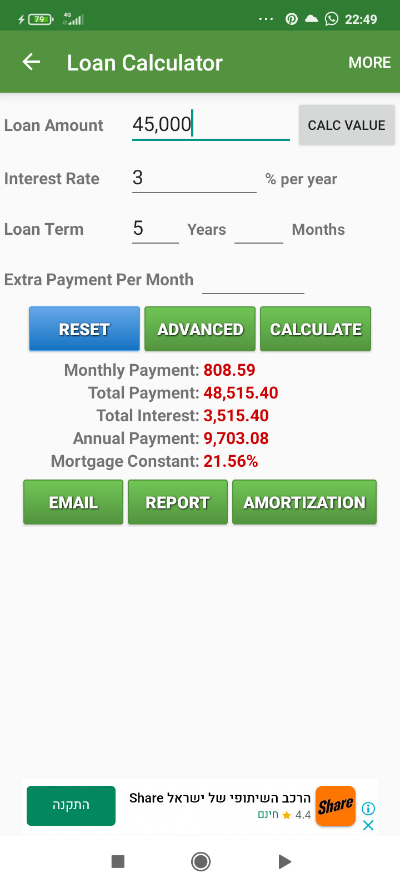 79 4G 22:49
Loan Calculator MORE
Loan Amount 45,000 CALC VALUE
Interest Rate 3 % per year
Loan Term 5 Years Months
Extra Payment Per Month
RESET ADVANCED CALCULATE
Monthly Payment: 808.59
Total Payment: 48,515.40
Total Interest: 3,515.40
Annual Payment: 9,703.08
Mortgage Constant: 21.56%
EMAIL REPORT AMORTIZATION
הרכב השיתופי של ישראל Share
4.4 חינם
התקנה
Share